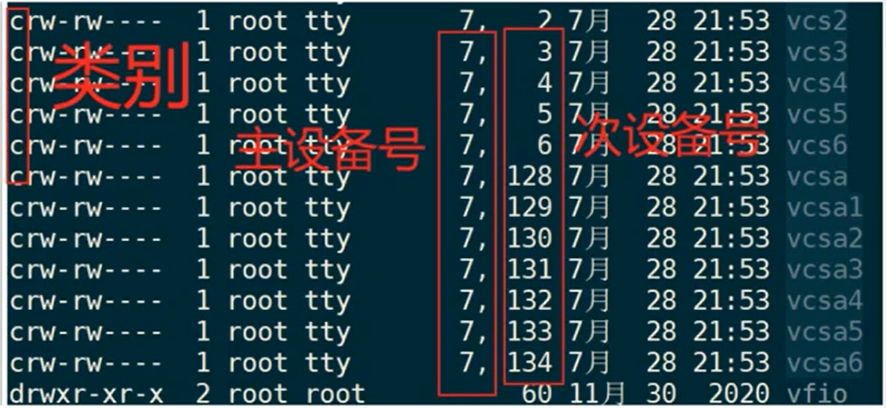 crw-rw---- 1 root tty 7, 2 7月 28 21:53 vcs2
crw-rw---- 1 root tty 7, 3 7月 28 21:53 vcs3
类别
crw-rw---- 1 root tty 7, 4 7月 28 21:53 vcs4
crw-rw---- 1 root tty 7, 5 7月 28 21:53 vcs5
主设备号
次设备号
crw-rw---- 1 root tty 7, 6 7月 28 21:53 vcs6
crw-rw---- 1 root tty 7, 128 7月 28 21:53 vcsa
crw-rw---- 1 root tty 7, 129 7月 28 21:53 vcsa1
crw-rw---- 1 root tty 7, 130 7月 28 21:53 vcsa2
crw-rw---- 1 root tty 7, 131 7月 28 21:53 vcsa3
crw-rw---- 1 root tty 7, 132 7月 28 21:53 vcsa4
crw-rw---- 1 root tty 7, 133 7月 28 21:53 vcsa5
crw-rw---- 1 root tty 7, 134 7月 28 21:53 vcsa6
drwxr-xr-x 2 root root 60 11月 30 2020 vfio